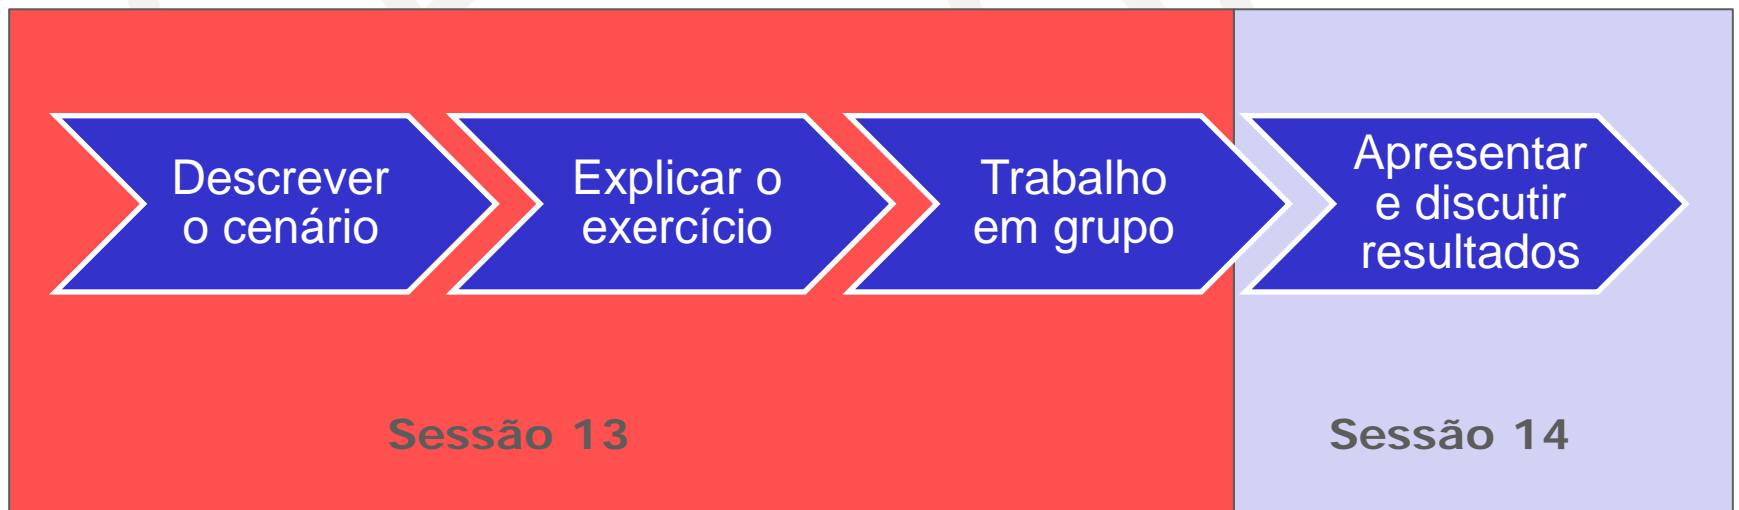 Descrever
o cenário
Explicar o
exercício
Trabalho
em grupo
Apresentar
e discutir
resultados
Sessão 13
Sessão 14